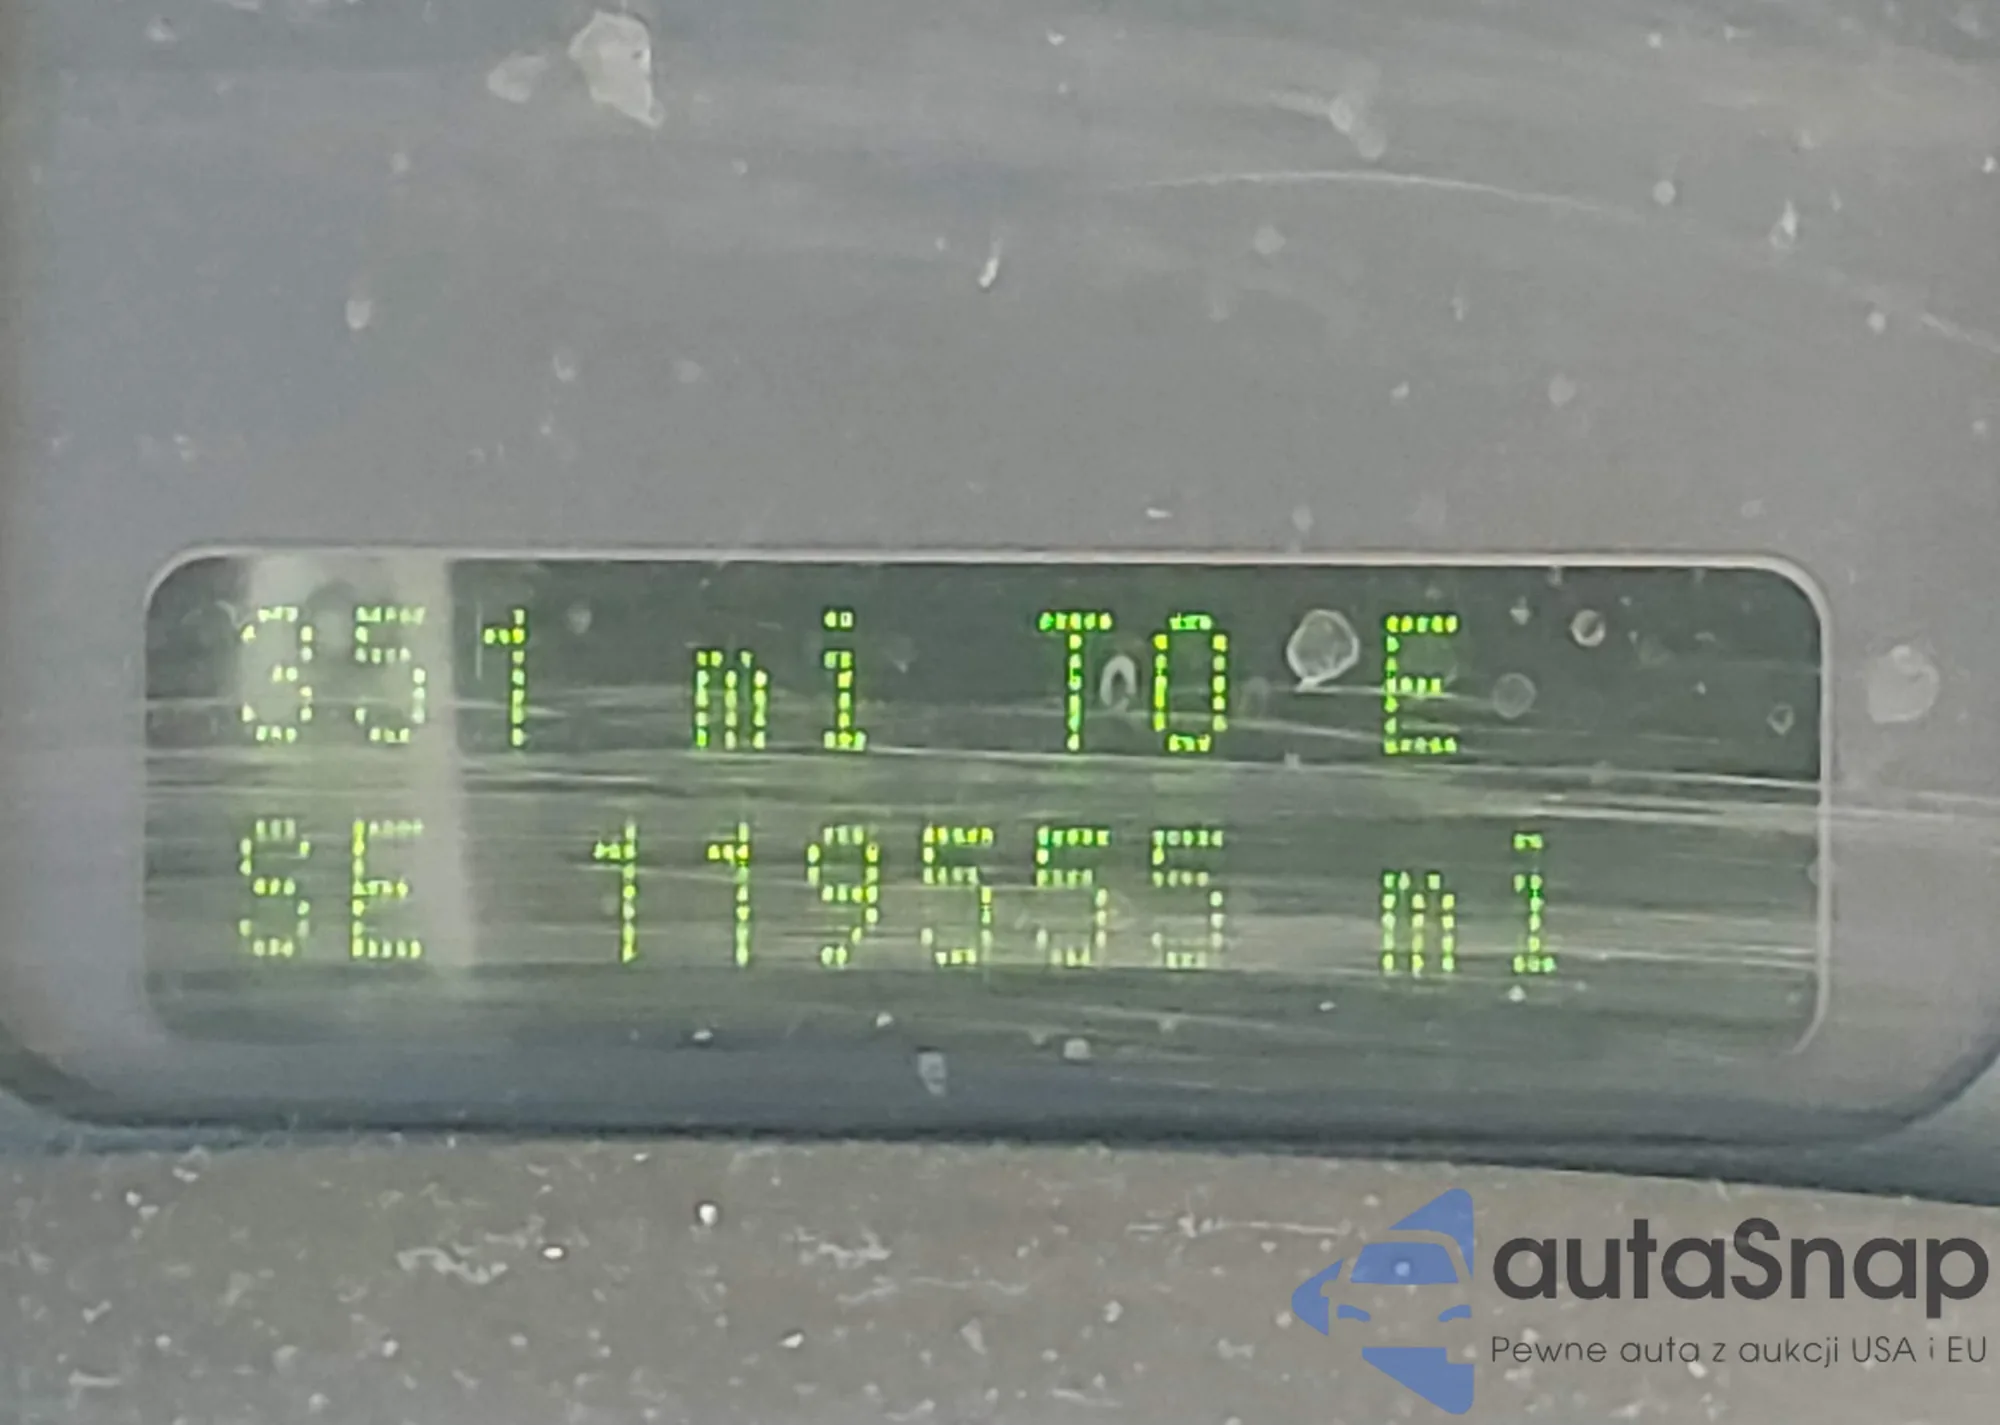 351 mi TO E
SE 119555 mi
autaSnap
Pewne auta z aukcji USA i EU